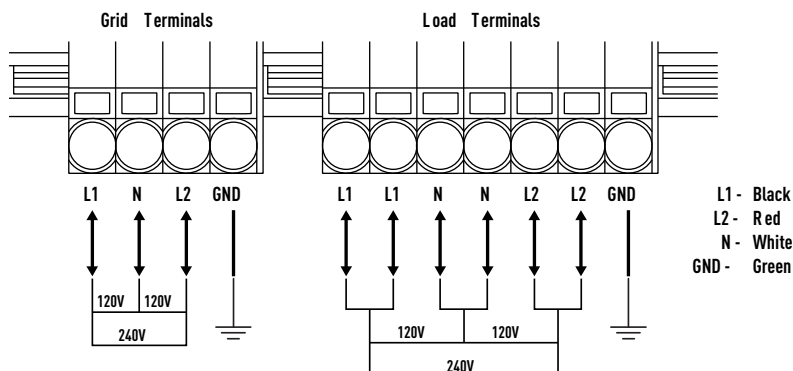 Grid Terminals
Load Terminals
L1 N L2 GND
L1 L1 N N L2 L2 GND
L1 - Black
L2 - Red
N - White
GND - Green
120V 120V
240V
120V 120V
240V